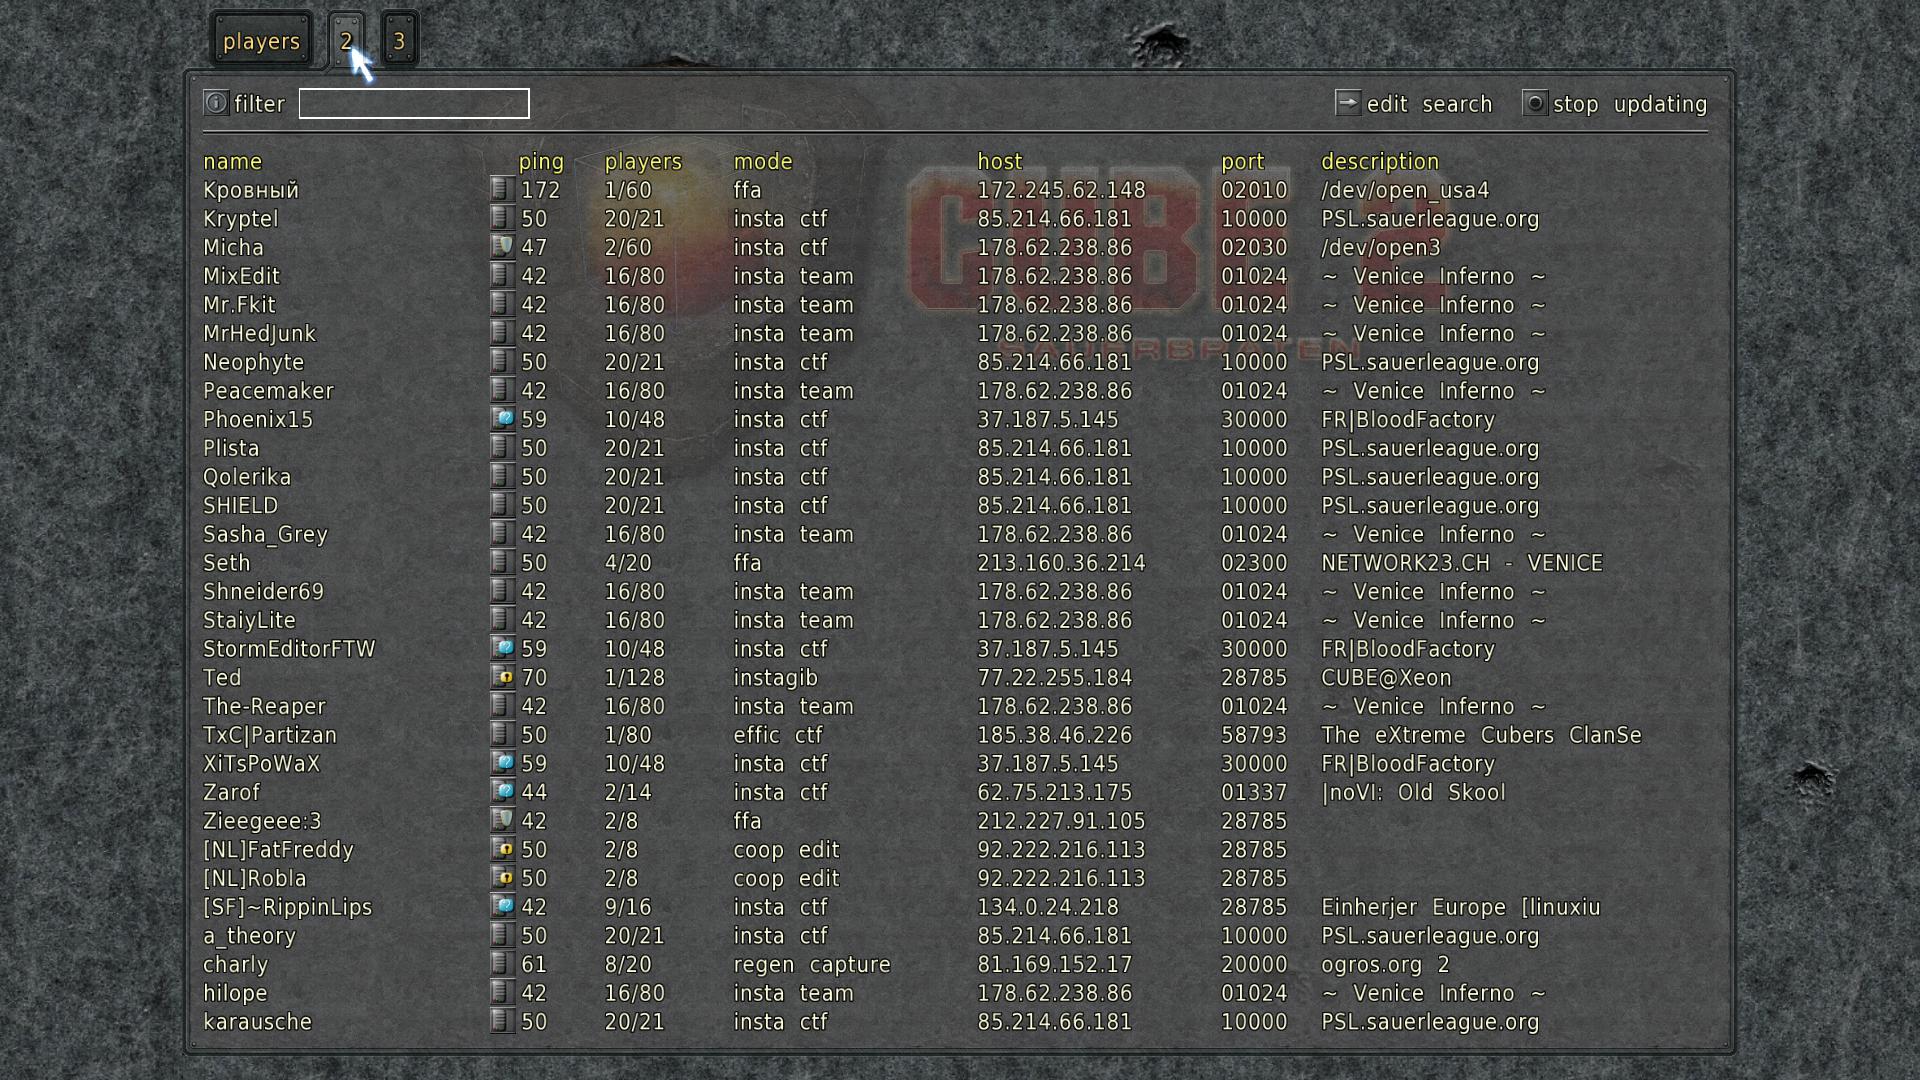 players 2 3
filter edit search stop updating
name ping players mode host port description
Кровный 172 1/60 ffa 172.245.62.148 02010 /dev/open_usa4
Kryptel 50 20/21 insta ctf 85.214.66.181 10000 PSL.sauerleague.org
Micha 47 2/60 insta ctf 178.62.238.86 02030 /dev/open3
MixEdit 42 16/80 insta team 178.62.238.86 01024 ~ Venice Inferno ~
Mr.Fkit 42 16/80 insta team 178.62.238.86 01024 ~ Venice Inferno ~
MrHedJunk 42 16/80 insta team 178.62.238.86 01024 ~ Venice Inferno ~
Neophyte 50 20/21 insta ctf 85.214.66.181 10000 PSL.sauerleague.org
Peacemaker 42 16/80 insta team 178.62.238.86 01024 ~ Venice Inferno ~
Phoenix15 59 10/48 insta ctf 37.187.5.145 30000 FR|BloodFactory
Plista 50 20/21 insta ctf 85.214.66.181 10000 PSL.sauerleague.org
Qolerika 50 20/21 insta ctf 85.214.66.181 10000 PSL.sauerleague.org
SHIELD 50 20/21 insta ctf 85.214.66.181 10000 PSL.sauerleague.org
Sasha_Grey 42 16/80 insta team 178.62.238.86 01024 ~ Venice Inferno ~
Seth 50 4/20 ffa 213.160.36.214 02300 NETWORK23.CH - VENICE
Shneider69 42 16/80 insta team 178.62.238.86 01024 ~ Venice Inferno ~
StaiyLite 42 16/80 insta team 178.62.238.86 01024 ~ Venice Inferno ~
StormEditorFTW 59 10/48 insta ctf 37.187.5.145 30000 FR|BloodFactory
Ted 70 1/128 instagib 77.22.255.184 28785 CUBE@Xeon
The-Reaper 42 16/80 insta team 178.62.238.86 01024 ~ Venice Inferno ~
TxC|Partizan 50 1/80 effic ctf 185.38.46.226 58793 The eXtreme Cubers ClanSe
XiTsPoWaX 59 10/48 insta ctf 37.187.5.145 30000 FR|BloodFactory
Zarof 44 2/14 insta ctf 62.75.213.175 01337 |noVI: Old Skool
Zieegeee:3 42 2/8 ffa 212.227.91.105 28785
[NL]FatFreddy 50 2/8 coop edit 92.222.216.113 28785
[NL]Robla 50 2/8 coop edit 92.222.216.113 28785
[SF]~RippinLips 42 9/16 insta ctf 134.0.24.218 28785 Einherjer Europe [linuxiu
a_theory 50 20/21 insta ctf 85.214.66.181 10000 PSL.sauerleague.org
charly 61 8/20 regen capture 81.169.152.17 20000 ogros.org 2
hilope 42 16/80 insta team 178.62.238.86 01024 ~ Venice Inferno ~
karausche 50 20/21 insta ctf 85.214.66.181 10000 PSL.sauerleague.org
CUBE 2
SAUERBRATEN